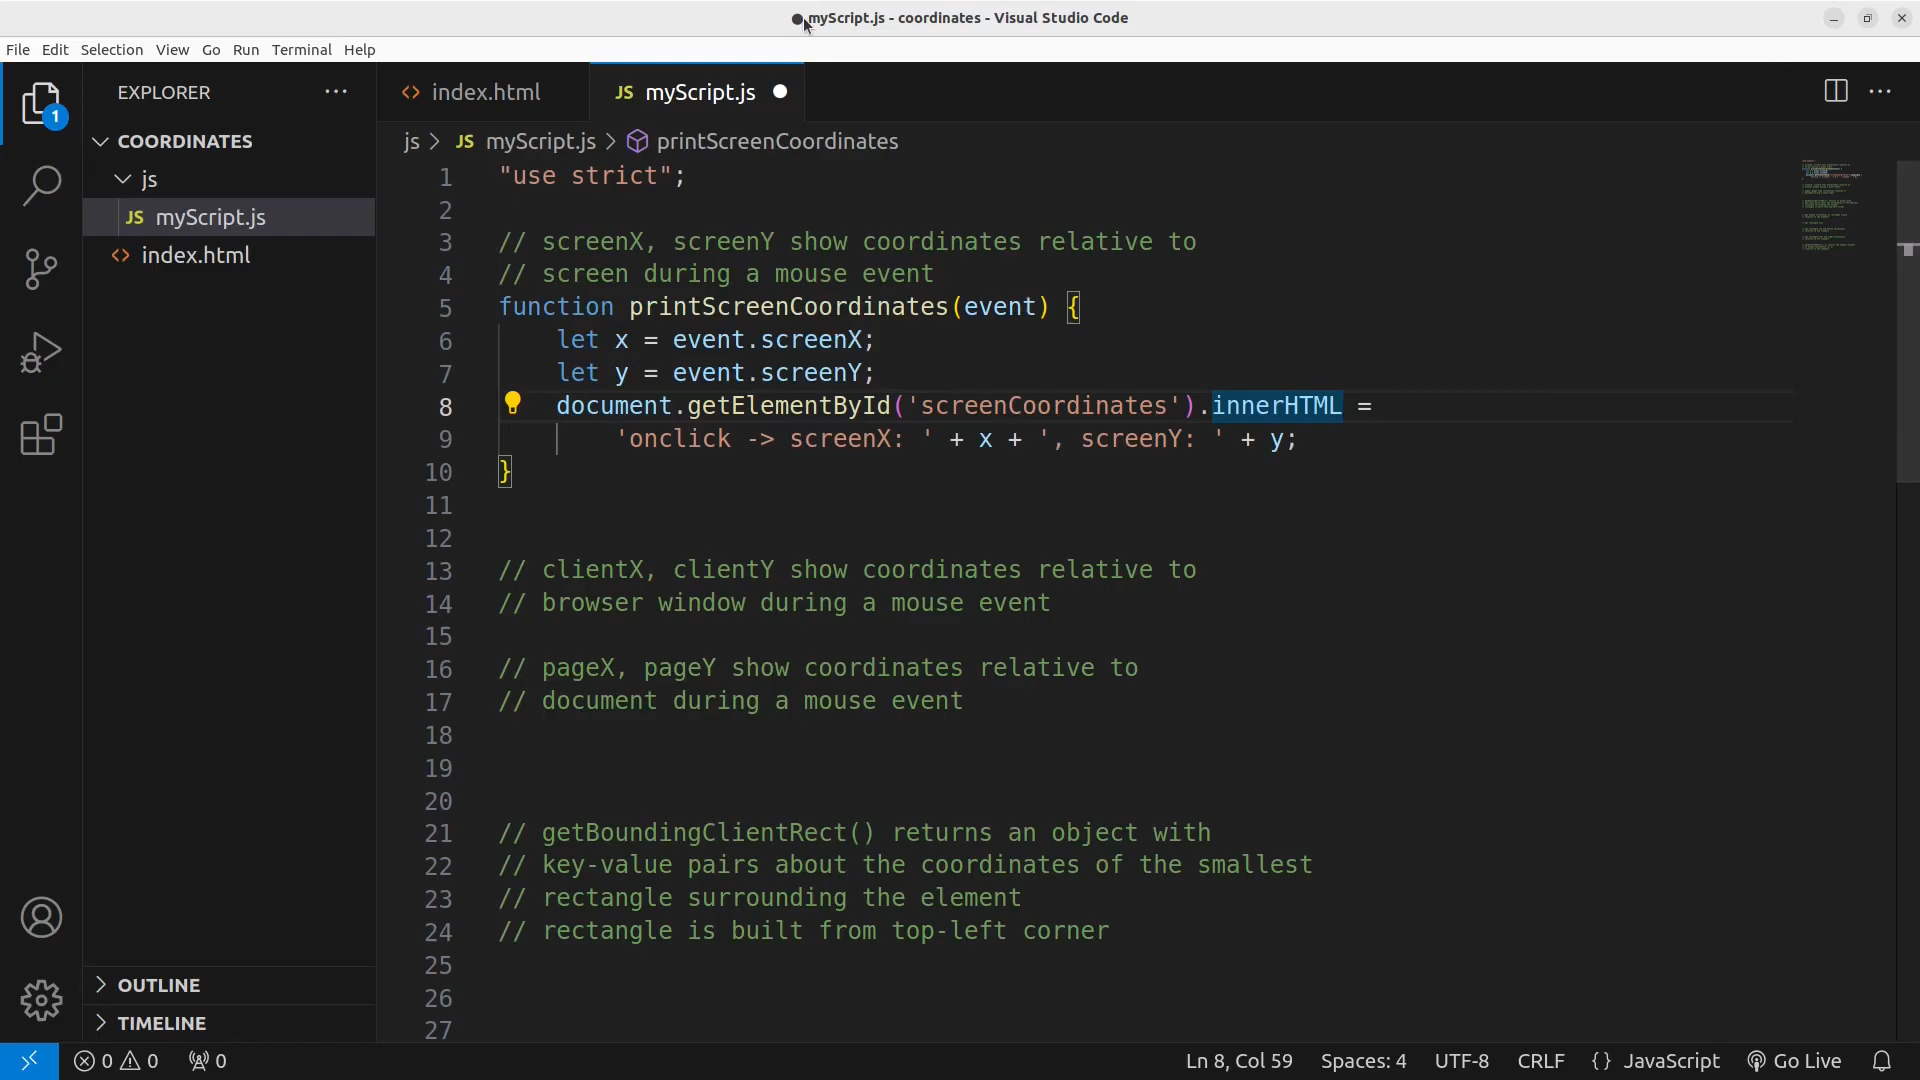 myScript.js - coordinates - Visual Studio Code
File Edit Selection View Go Run Terminal Help
1
EXPLORER
COORDINATES
js
JS myScript.js
index.html
OUTLINE
TIMELINE
index.html
JS myScript.js
js > JS myScript.js > printScreenCoordinates
1 "use strict";
2
3 // screenX, screenY show coordinates relative to
4 // screen during a mouse event
5 function printScreenCoordinates(event) {
6 let x = event.screenX;
7 let y = event.screenY;
8 document.getElementById('screenCoordinates').innerHTML =
9 'onclick -> screenX: ' + x + ', screenY: ' + y;
10 }
11
12
13 // clientX, clientY show coordinates relative to
14 // browser window during a mouse event
15
16 // pageX, pageY show coordinates relative to
17 // document during a mouse event
18
19
20
21 // getBoundingClientRect() returns an object with
22 // key-value pairs about the coordinates of the smallest
23 // rectangle surrounding the element
24 // rectangle is built from top-left corner
25
26
27
0 0 0 Ln 8, Col 59 Spaces: 4 UTF-8 CRLF {} JavaScript Go Live